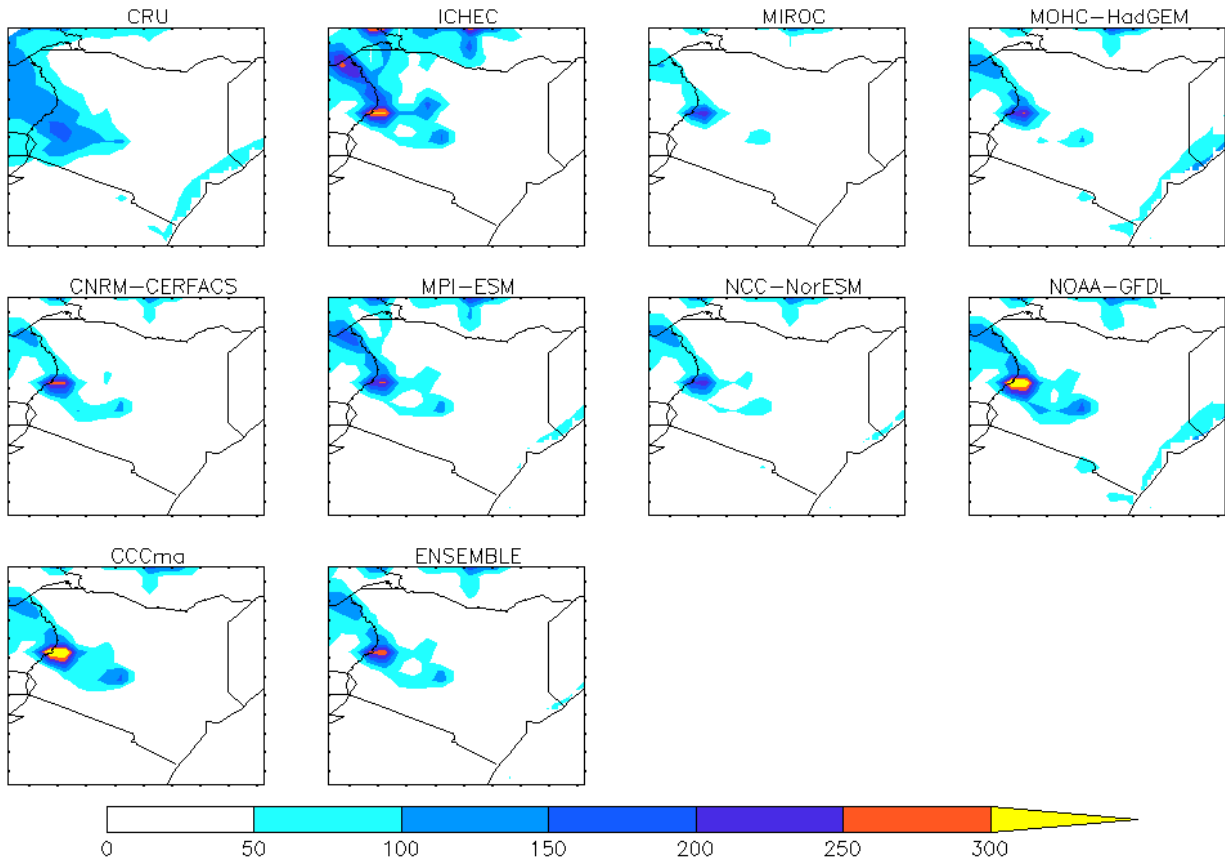 CRU ICHEC MIROC MOHC-HadGEM
CNRM-CERFACS MPI-ESM NCC-NorESM NOAA-GFDL
CCCma ENSEMBLE
0 50 100 150 200 250 300